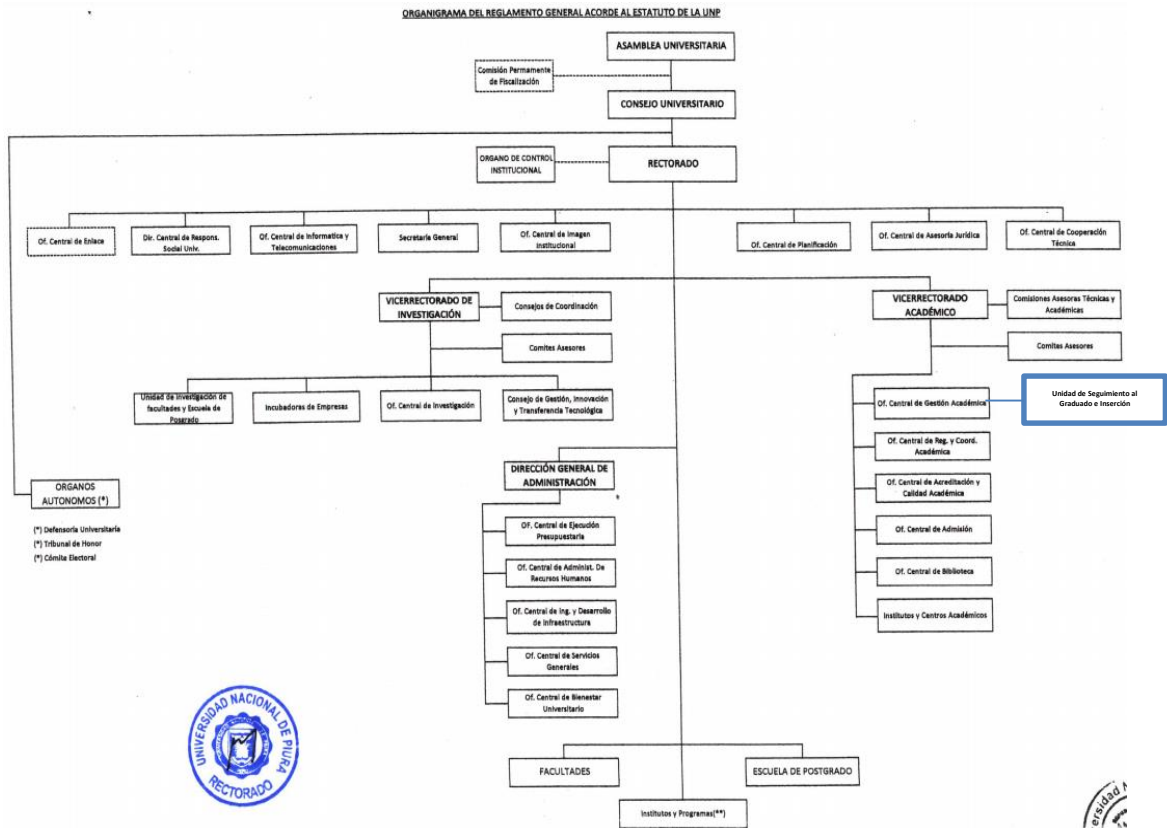 ORGANIGRAMA DEL REGLAMENTO GENERAL ACORDE AL ESTATUTO DE LA UNP
ASAMBLEA UNIVERSITARIA
Comisión Permamente
de Fiscalización
CONSEJO UNIVERSITARIO
ORGANO DE CONTROL
INSTITUCIONAL
RECTORADO
Of. Central de Enlace
Dir. Central de Respons.
Social Univ.
Of. Central de Informatica y
Telecomunicaciones
Secretaría General
Of. Central de Imagen
Institucional
Of. Central de Planificación
Of. Central de Asesoría Jurídica
Of. Central de Cooperación
Técnica
VICERRECTORADO DE
INVESTIGACIÓN
Consejos de Coordinación
VICERRECTORADO
ACADÉMICO
Comisiones Asesoras Técnicas y
Académicas
Comites Asesores
Comites Asesores
Unidad de Investigación de
facultades y Escuela de
Posgrado
Incubadoras de Empresas
Of. Central de Investigación
Consejo de Gestión, Innovación
y Transferencia Tecnológica
Of. Central de Gestión Académica
Unidad de Seguimiento al
Graduado e Inserción
Of. Central de Reg. y Coord.
Académica
Of. Central de Acreditación y
Calidad Académica
Of. Central de Admisión
Of. Central de Biblioteca
Institutos y Centros Académicos
DIRECCIÓN GENERAL DE
ADMINISTRACIÓN
OF. Central de Ejecución
Presupuestaria
Of. Central de Administ. De
Recursos Humanos
Of. Central de Ing. y Desarrollo
de Infraestructura
Of. Central de Servicios
Generales
Of. Central de Bienestar
Universitario
ORGANOS
AUTONOMOS (*)
(*) Defensoria Universitaria
(*) Tribunal de Honor
(*) Cómite Electoral
UNIVERSIDAD NACIONAL DE PIURA
RECTORADO
FACULTADES
ESCUELA DE POSTGRADO
Institutos y Programas(**)